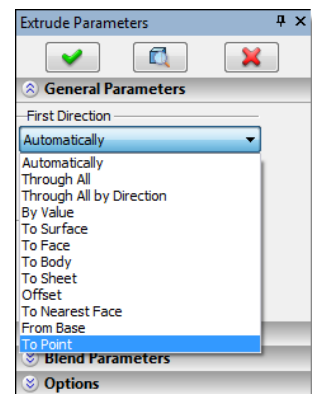 Extrude Parameters
General Parameters
First Direction
Automatically
Automatically
Through All
Through All by Direction
By Value
To Surface
To Face
To Body
To Sheet
Offset
To Nearest Face
From Base
To Point
Blend Parameters
Options